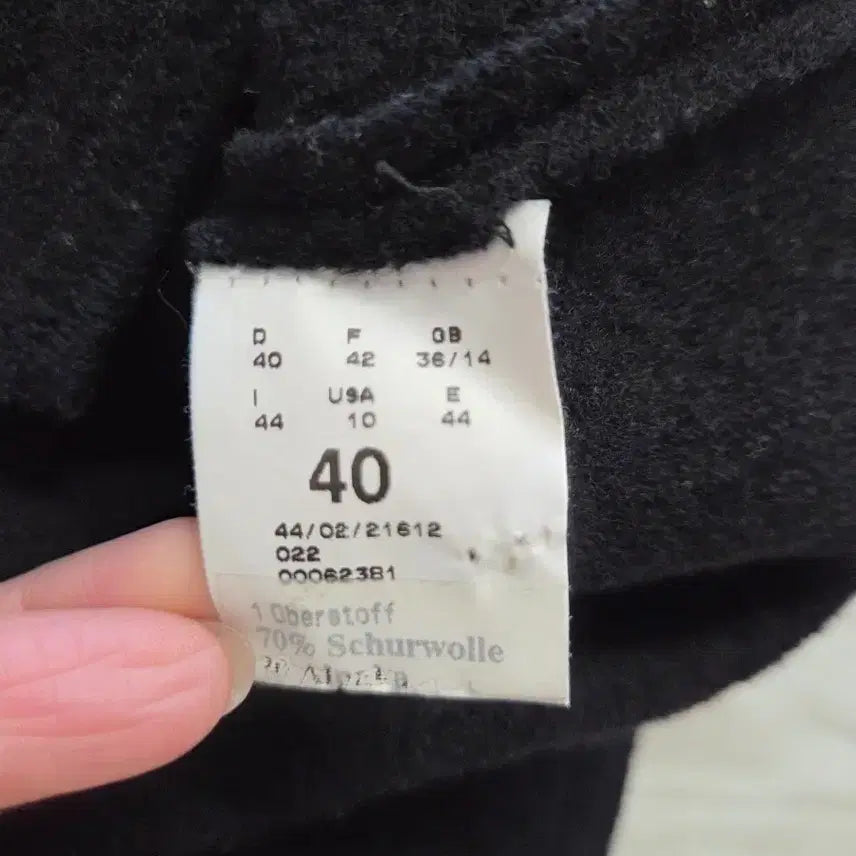 D F GB
40 42 36/14
I USA E
44 10 44
40
44/02/21612
022
00062381
1 Oberstoff
70% Schurwolle